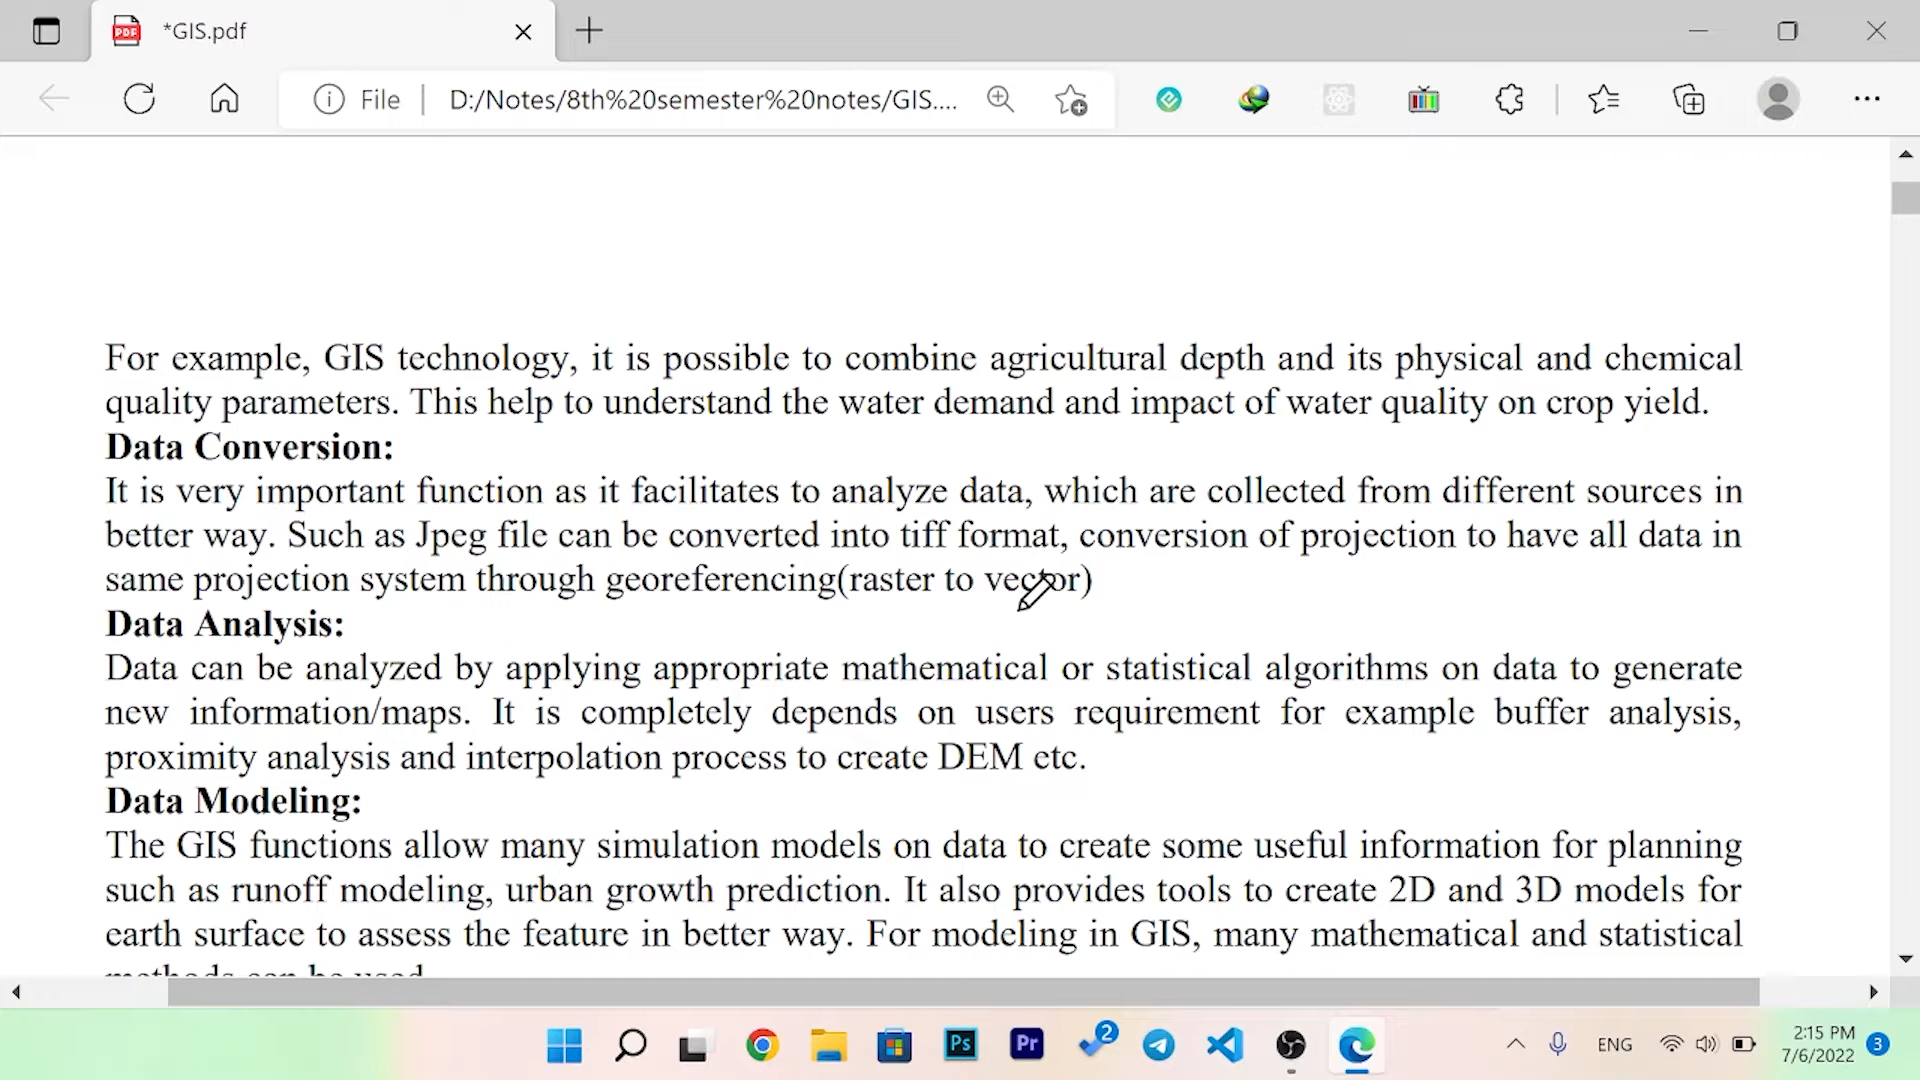 *GIS.pdf
File
D:/Notes/8th%20semester%20notes/GIS....
For example, GIS technology, it is possible to combine agricultural depth and its physical and chemical
quality parameters. This help to understand the water demand and impact of water quality on crop yield.
Data Conversion:
It is very important function as it facilitates to analyze data, which are collected from different sources in
better way. Such as Jpeg file can be converted into tiff format, conversion of projection to have all data in
same projection system through georeferencing(raster to vector)
Data Analysis:
Data can be analyzed by applying appropriate mathematical or statistical algorithms on data to generate
new information/maps. It is completely depends on users requirement for example buffer analysis,
proximity analysis and interpolation process to create DEM etc.
Data Modeling:
The GIS functions allow many simulation models on data to create some useful information for planning
such as runoff modeling, urban growth prediction. It also provides tools to create 2D and 3D models for
earth surface to assess the feature in better way. For modeling in GIS, many mathematical and statistical
methods can be used
Ps
Pr
2
ENG
2:15 PM
7/6/2022
3